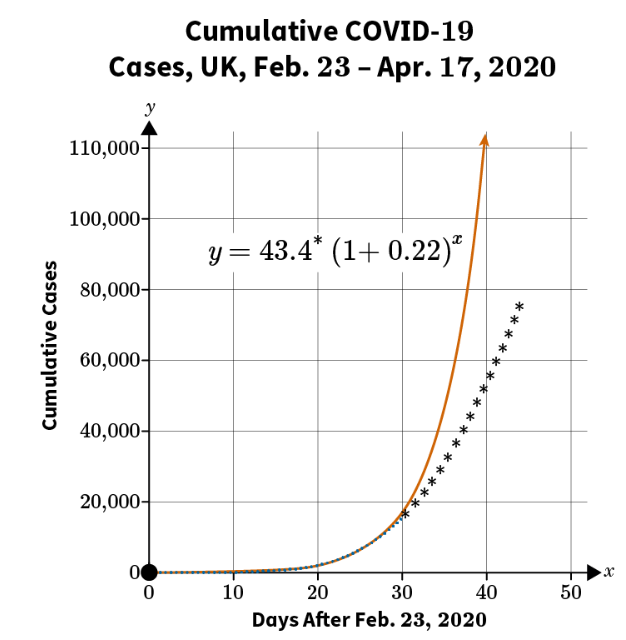 Cumulative COVID-19
Cases, UK, Feb. 23 – Apr. 17, 2020
y
110,000
100,000
y = 43.4* (1+ 0.22)^x
80,000
60,000
40,000
20,000
0
x
0 10 20 30 40 50
Cumulative Cases
Days After Feb. 23, 2020